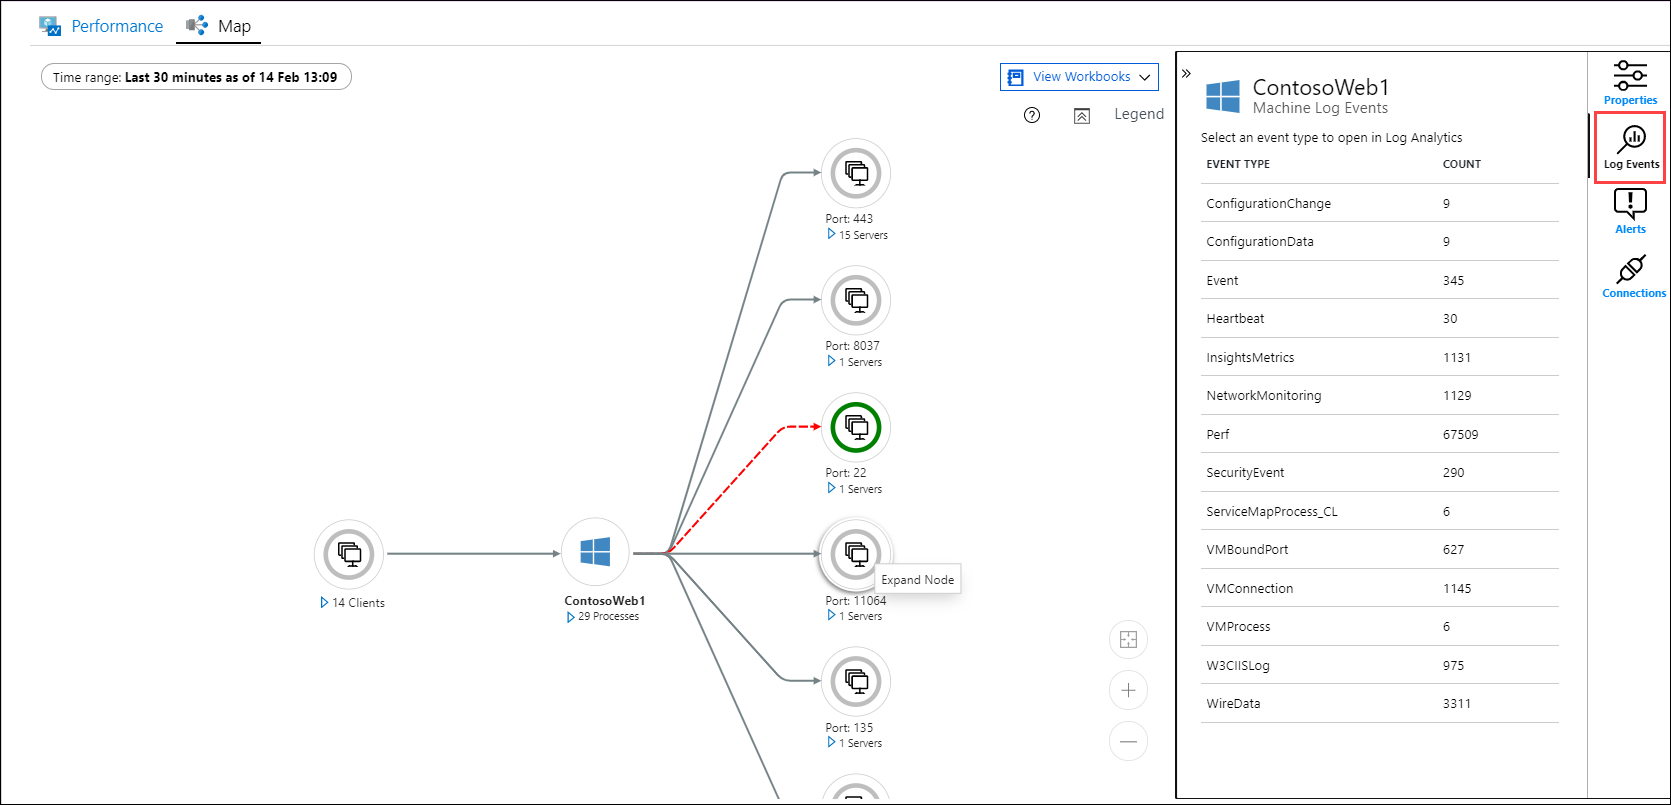 Performance
Map
Time range: Last 30 minutes as of 14 Feb 13:09
View Workbooks
Legend
Port: 443
15 Servers
Port: 8037
1 Servers
Port: 22
1 Servers
14 Clients
ContosoWeb1
29 Processes
Expand Node
Port: 11064
1 Servers
Port: 135
1 Servers
ContosoWeb1
Machine Log Events
Select an event type to open in Log Analytics
EVENT TYPE COUNT
ConfigurationChange 9
ConfigurationData 9
Event 345
Heartbeat 30
InsightsMetrics 1131
NetworkMonitoring 1129
Perf 67509
SecurityEvent 290
ServiceMapProcess_CL 6
VMBoundPort 627
VMConnection 1145
VMProcess 6
W3CIISLog 975
WireData 3311
Properties
Log Events
Alerts
Connections